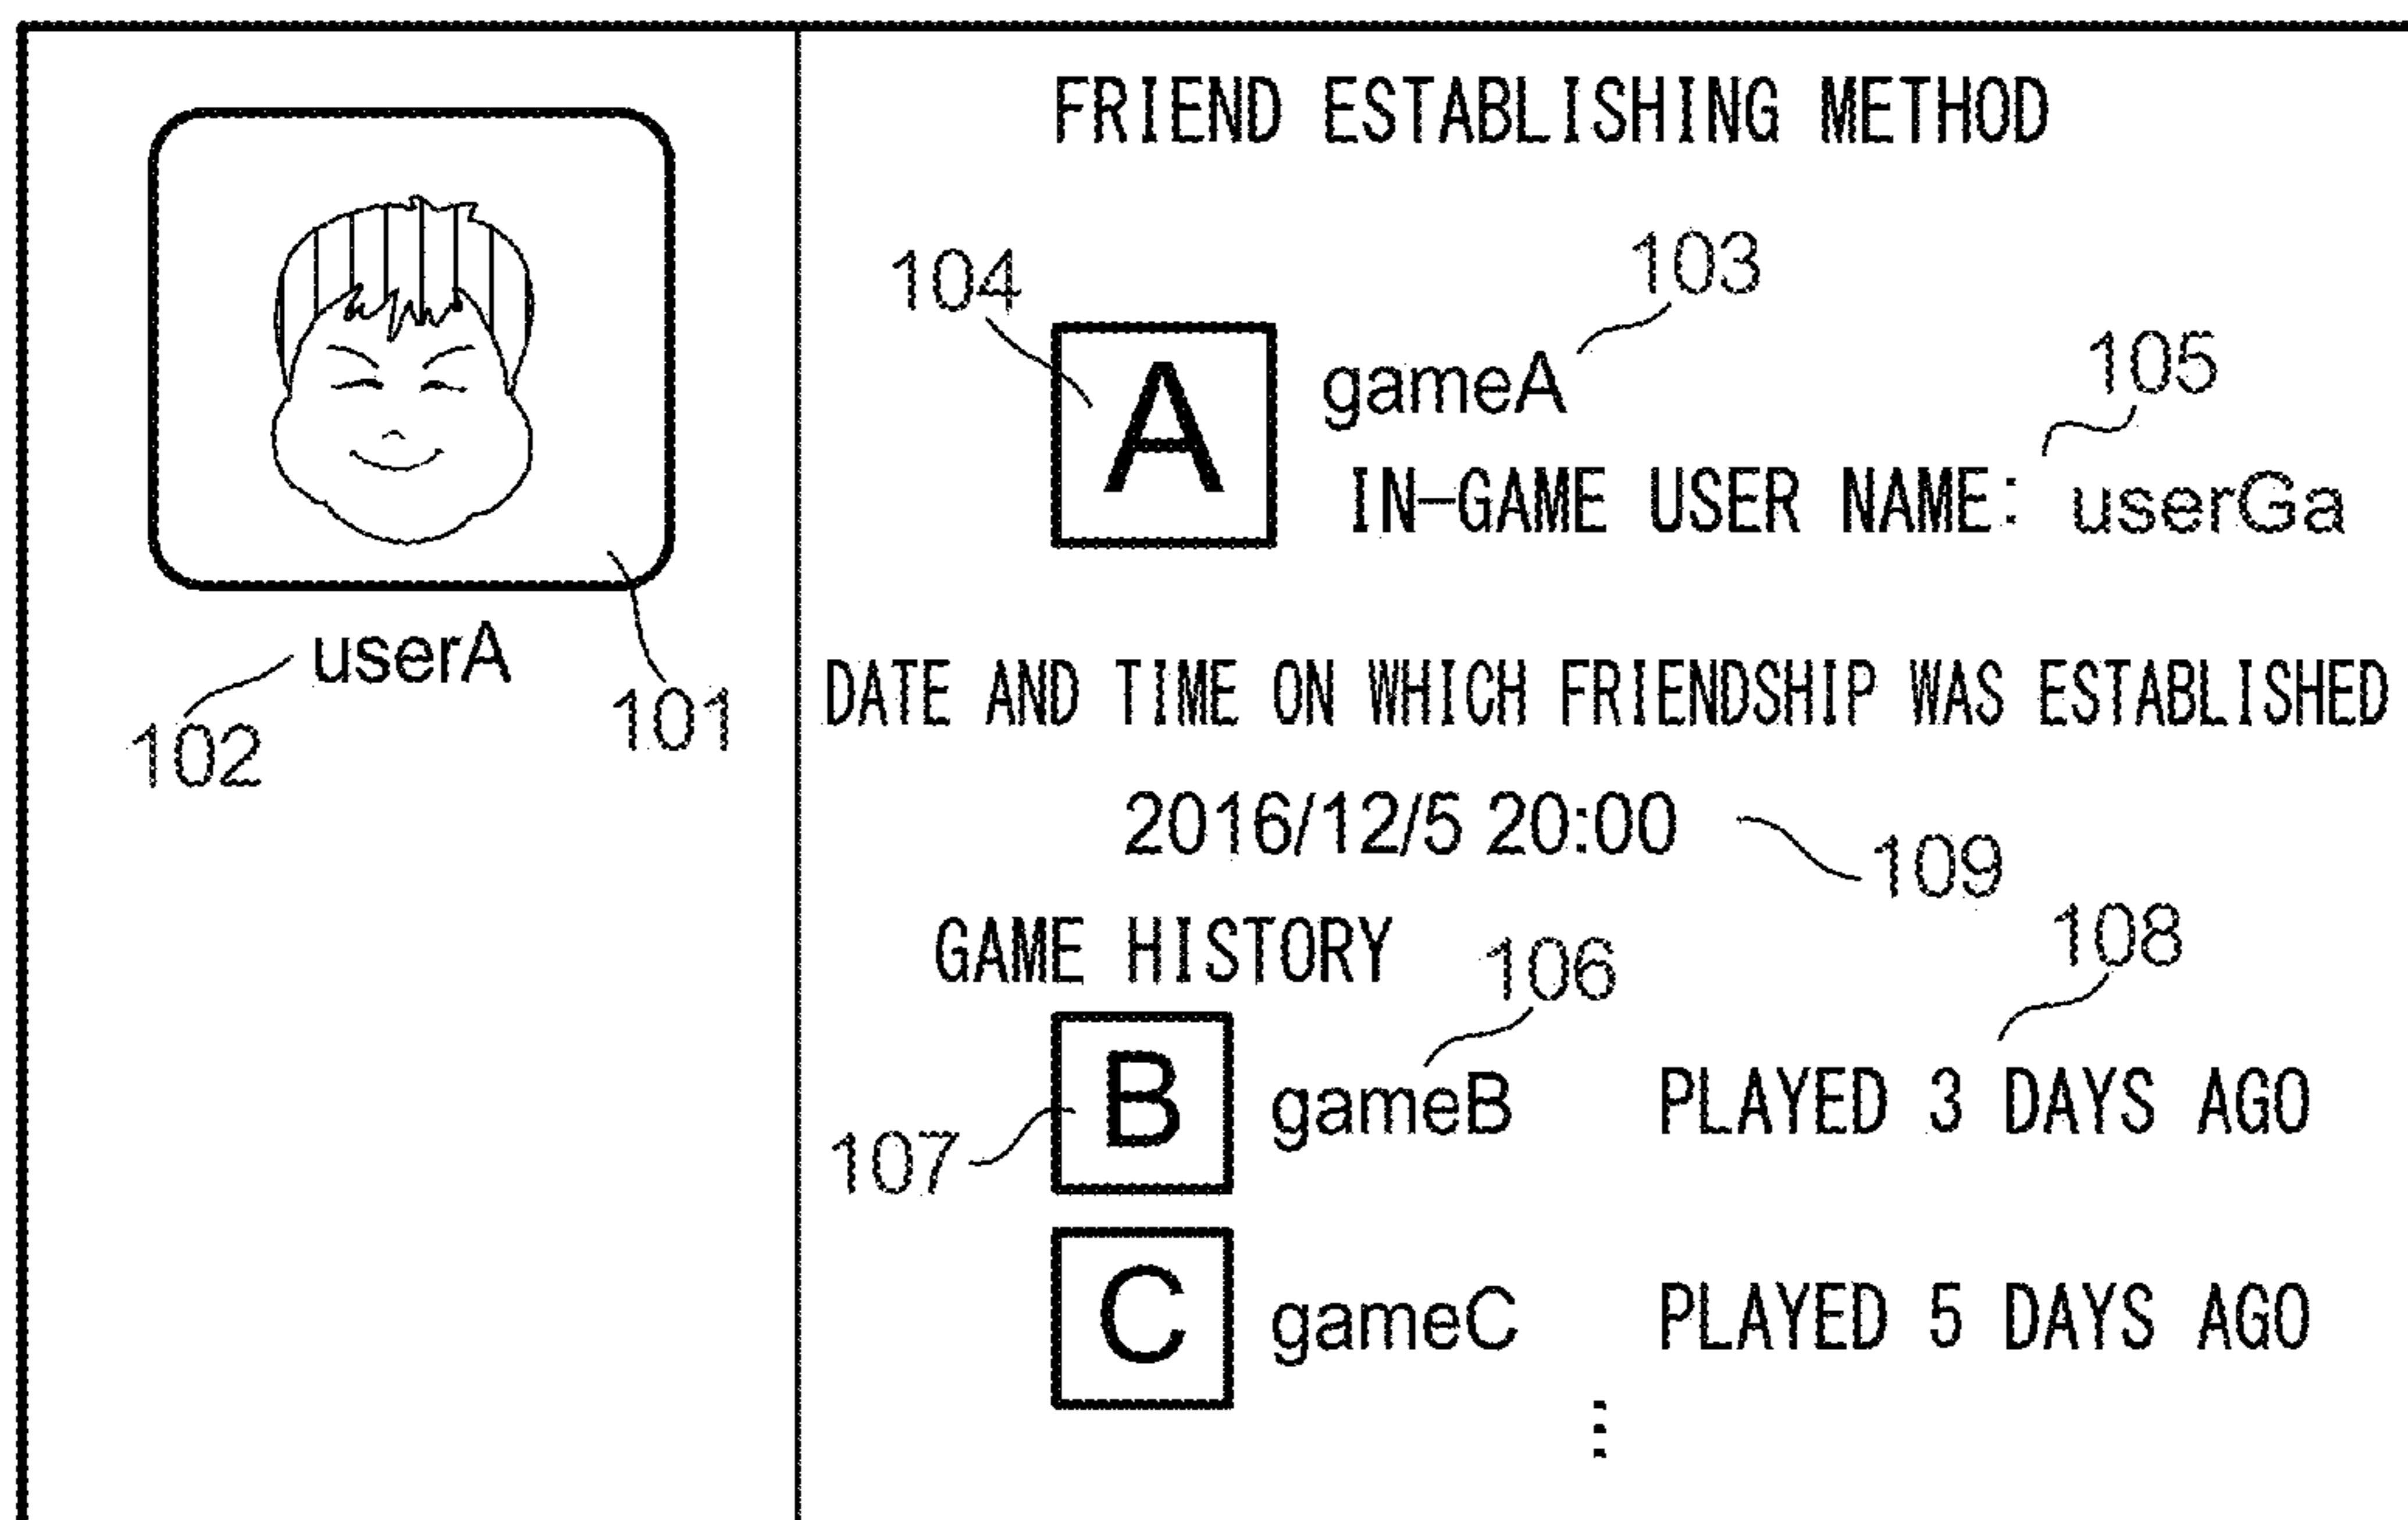 userA
102
101
FRIEND ESTABLISHING METHOD
104
103
A
gameA
105
IN-GAME USER NAME: userGa
DATE AND TIME ON WHICH FRIENDSHIP WAS ESTABLISHED
2016/12/5 20:00
109
GAME HISTORY
106
108
B gameB PLAYED 3 DAYS AGO
107
C gameC PLAYED 5 DAYS AGO
⋮